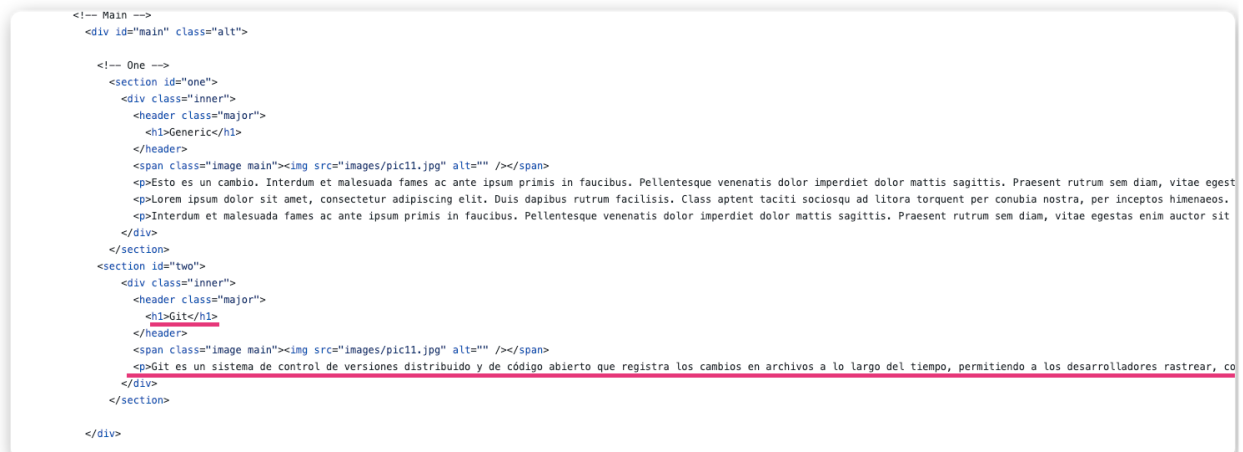 <!-- Main -->
<div id="main" class="alt">
<!-- One -->
<section id="one">
<div class="inner">
<header class="major">
<h1>Generic</h1>
</header>
<span class="image main"><img src="images/pic11.jpg" alt="" /></span>
<p>Esto es un cambio. Interdum et malesuada fames ac ante ipsum primis in faucibus. Pellentesque venenatis dolor imperdiet dolor mattis sagittis. Praesent rutrum sem diam, vitae egest
<p>Lorem ipsum dolor sit amet, consectetur adipiscing elit. Duis dapibus rutrum facilisis. Class aptent taciti sociosqu ad litora torquent per conubia nostra, per inceptos himenaeos.
<p>Interdum et malesuada fames ac ante ipsum primis in faucibus. Pellentesque venenatis dolor imperdiet dolor mattis sagittis. Praesent rutrum sem diam, vitae egestas enim auctor sit
</div>
</section>
<section id="two">
<div class="inner">
<header class="major">
<h1>Git</h1>
</header>
<span class="image main"><img src="images/pic11.jpg" alt="" /></span>
<p>Git es un sistema de control de versiones distribuido y de código abierto que registra los cambios en archivos a lo largo del tiempo, permitiendo a los desarrolladores rastrear, co
</div>
</section>
</div>